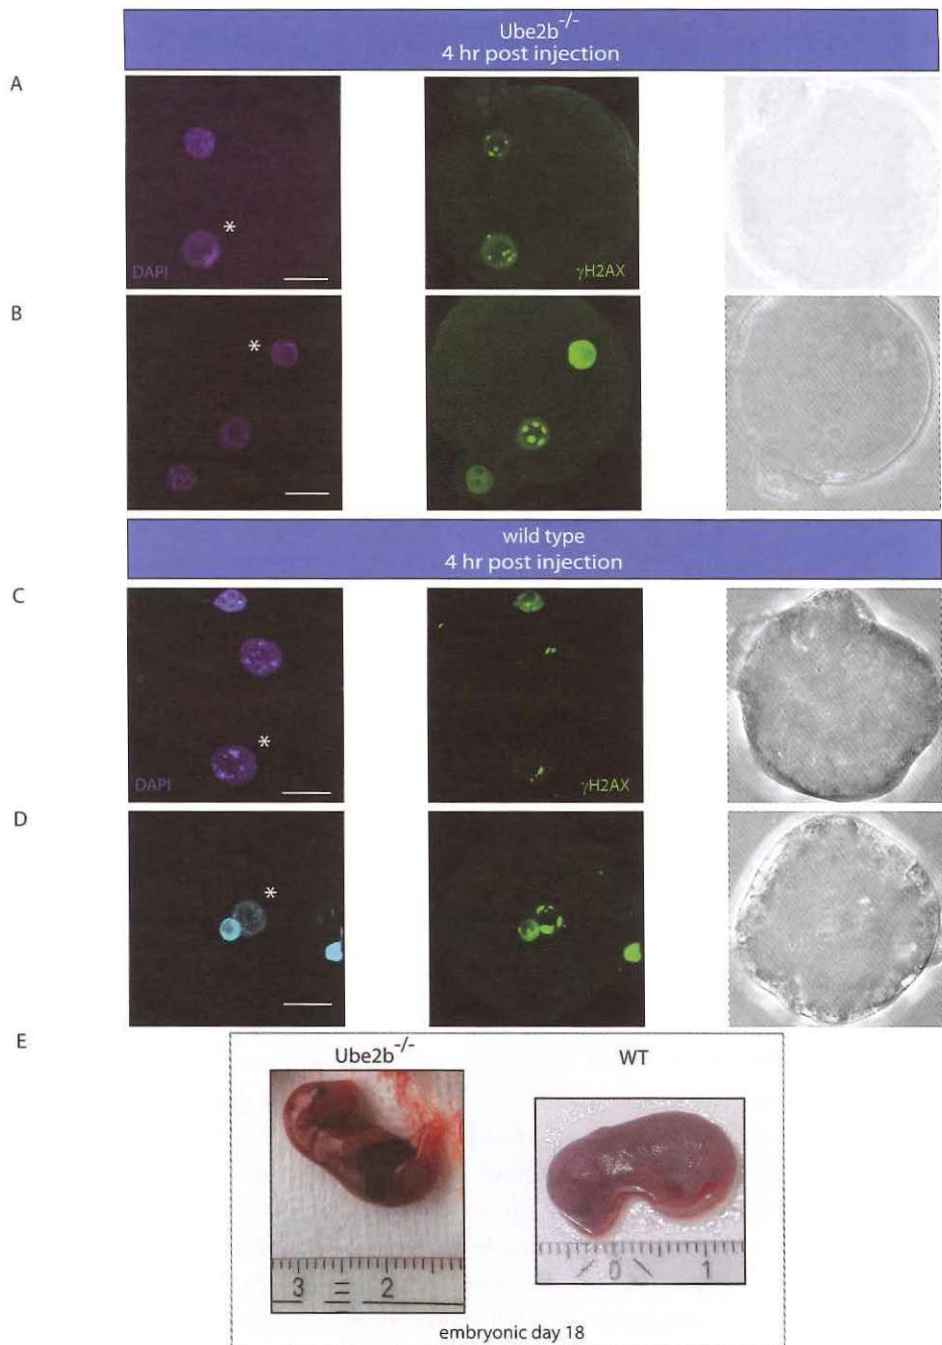 Ube2b-/-
4 hr post injection
A
*
DAPI
γH2AX
B
*
wild type
4 hr post injection
C
*
DAPI
γH2AX
D
*
E
Ube2b-/-
WT
3 2
0 1
embryonic day 18